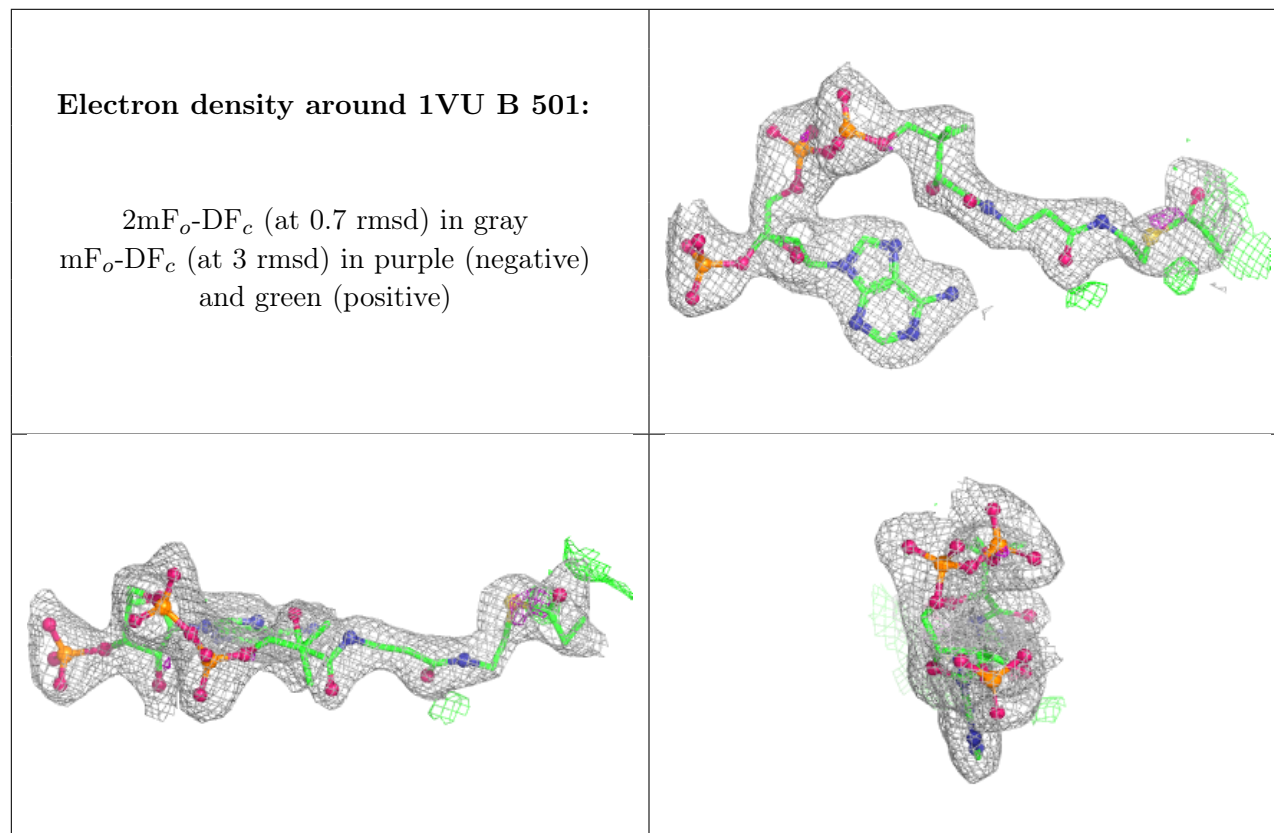 Electron density around 1VU B 501:
2mFo-DFc (at 0.7 rmsd) in gray
mFo-DFc (at 3 rmsd) in purple (negative)
and green (positive)